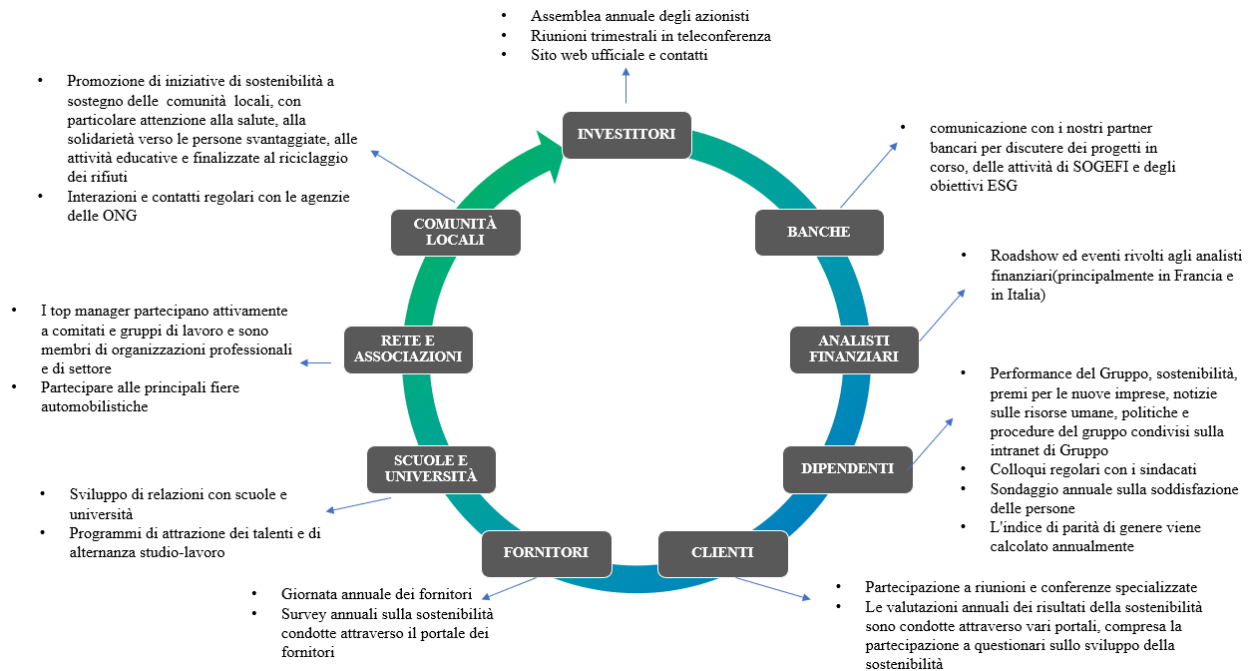 • Assemblea annuale degli azionisti
• Riunioni trimestrali in teleconferenza
• Sito web ufficiale e contatti
INVESTITORI
• comunicazione con i nostri partner
bancari per discutere dei progetti in
corso, delle attività di SOGEFI e degli
obiettivi ESG
BANCHE
• Roadshow ed eventi rivolti agli analisti
finanziari(principalmente in Francia e
in Italia)
ANALISTI
FINANZIARI
• Performance del Gruppo, sostenibilità,
premi per le nuove imprese, notizie
sulle risorse umane, politiche e
procedure del gruppo condivisi sulla
intranet di Gruppo
• Colloqui regolari con i sindacati
• Sondaggio annuale sulla soddisfazione
delle persone
• L'indice di parità di genere viene
calcolato annualmente
DIPENDENTI
CLIENTI
• Partecipazione a riunioni e conferenze specializzate
• Le valutazioni annuali dei risultati della sostenibilità
sono condotte attraverso vari portali, compresa la
partecipazione a questionari sullo sviluppo della
sostenibilità
FORNITORI
• Giornata annuale dei fornitori
• Survey annuali sulla sostenibilità
condotte attraverso il portale dei
fornitori
SCUOLE E
UNIVERSITÀ
• Sviluppo di relazioni con scuole e
università
• Programmi di attrazione dei talenti e di
alternanza studio-lavoro
RETE E
ASSOCIAZIONI
• I top manager partecipano attivamente
a comitati e gruppi di lavoro e sono
membri di organizzazioni professionali
e di settore
• Partecipare alle principali fiere
automobilistiche
COMUNITÀ
LOCALI
• Promozione di iniziative di sostenibilità a
sostegno delle comunità locali, con
particolare attenzione alla salute, alla
solidarietà verso le persone svantaggiate, alle
attività educative e finalizzate al riciclaggio
dei rifiuti
• Interazioni e contatti regolari con le agenzie
delle ONG